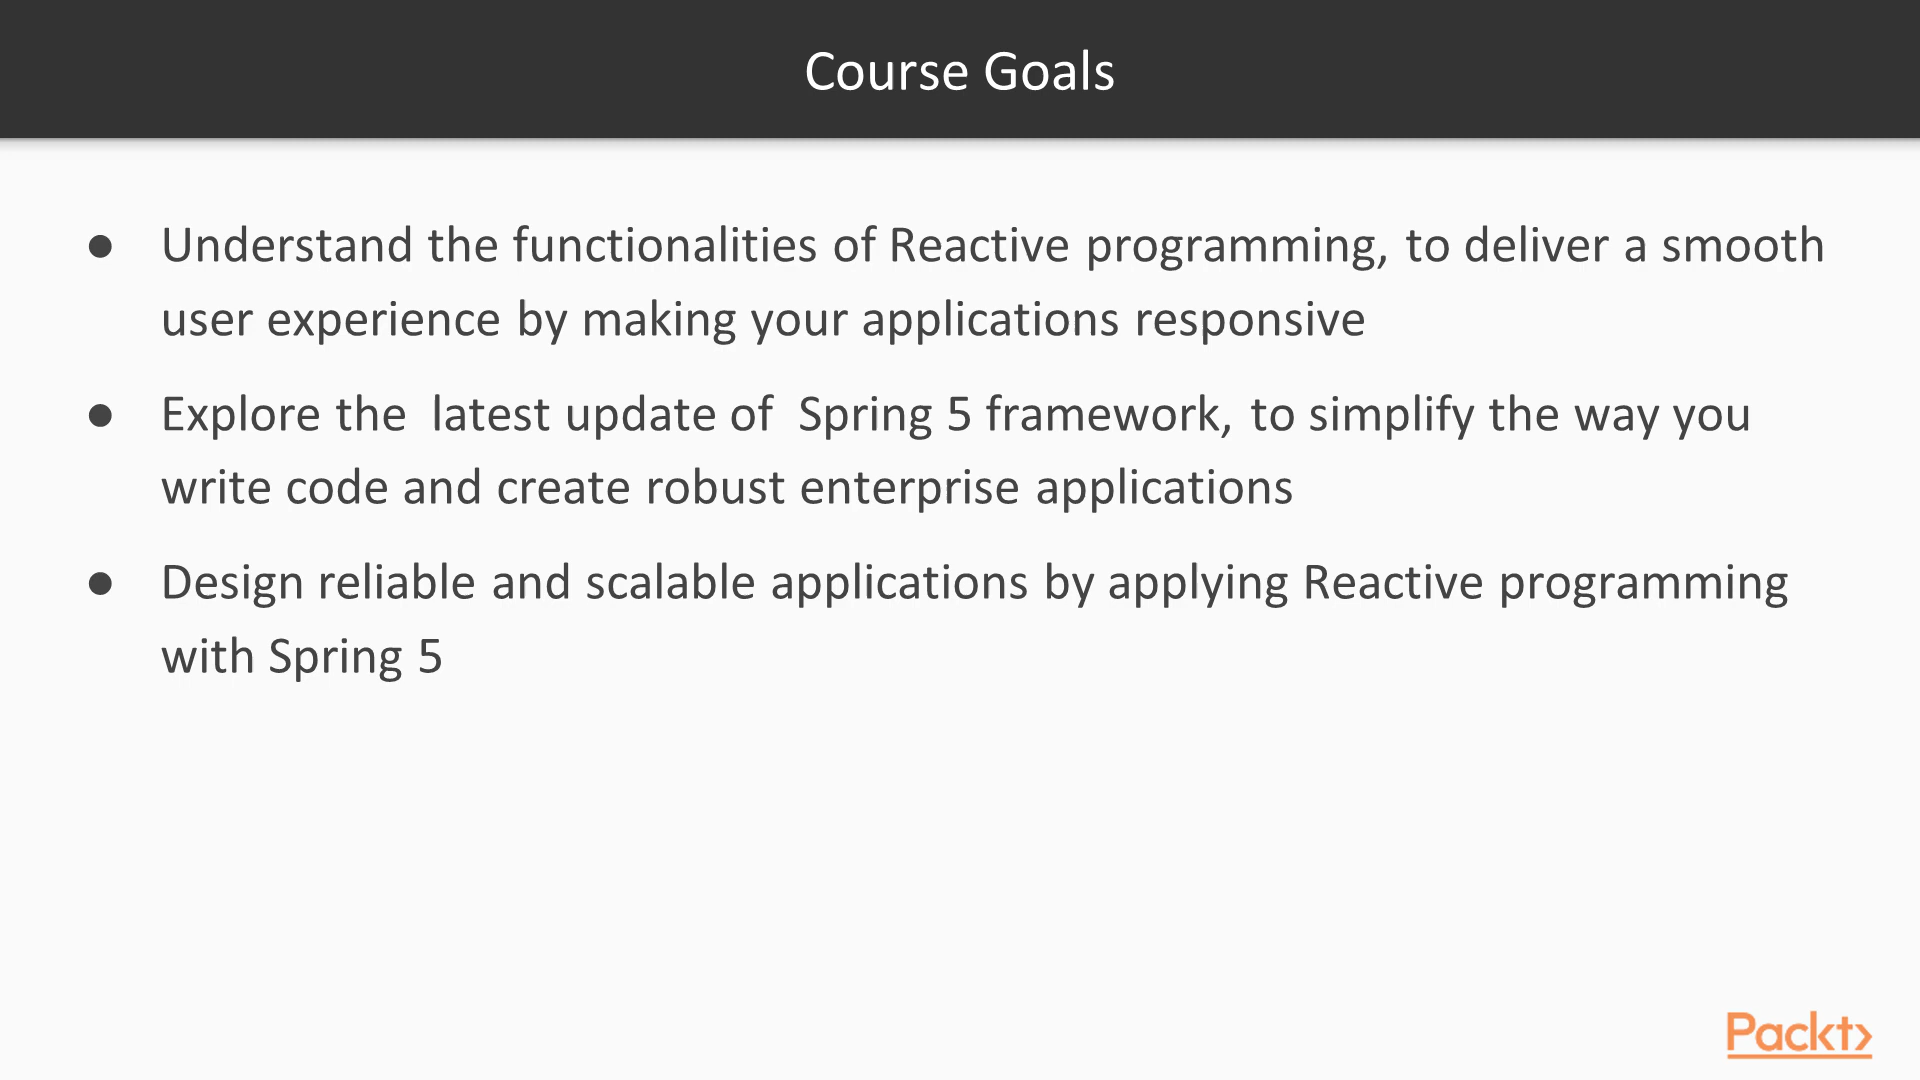 Course Goals
● Understand the functionalities of Reactive programming, to deliver a smooth
user experience by making your applications responsive
● Explore the  latest update of  Spring 5 framework, to simplify the way you
write code and create robust enterprise applications
● Design reliable and scalable applications by applying Reactive programming
with Spring 5
Packt>